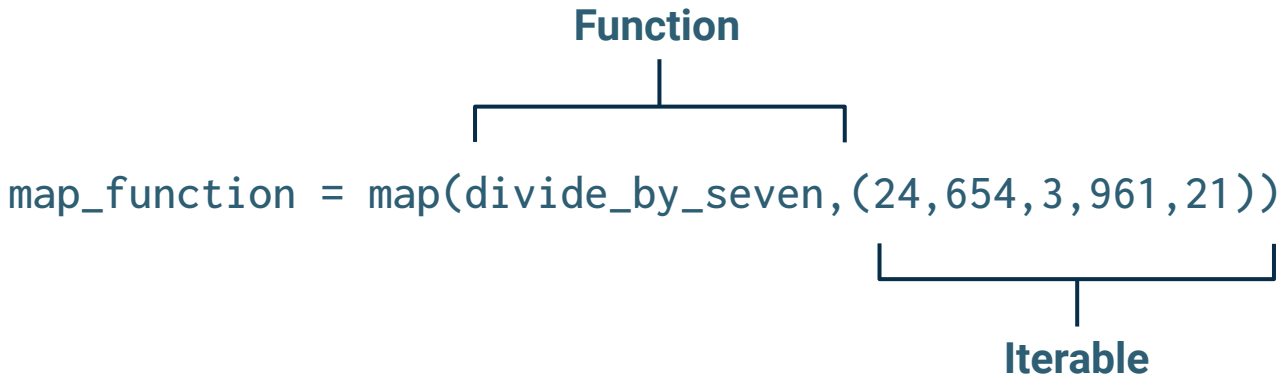 Function
map_function = map(divide_by_seven,(24,654,3,961,21))
Iterable